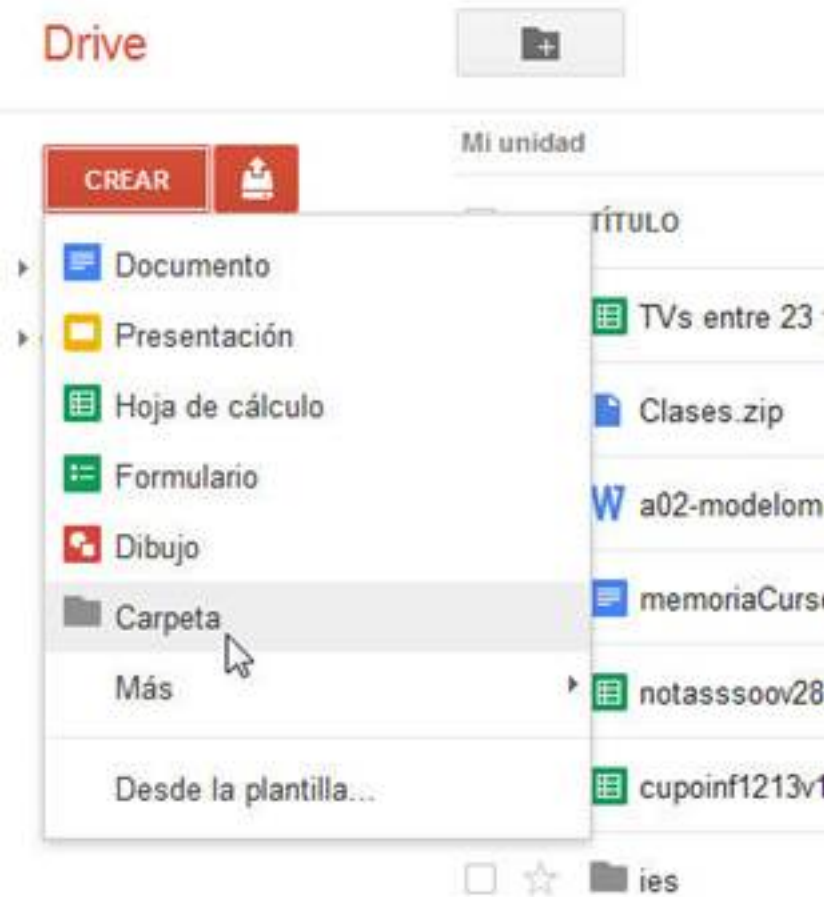 Drive
CREAR
Documento
Presentación
Hoja de cálculo
Formulario
Dibujo
Carpeta
Más
Desde la plantilla...
Mi unidad
TÍTULO
TVs entre 23
Clases.zip
a02-modelom
memoriaCurs
notasssoov28
cupoinf1213v1
ies